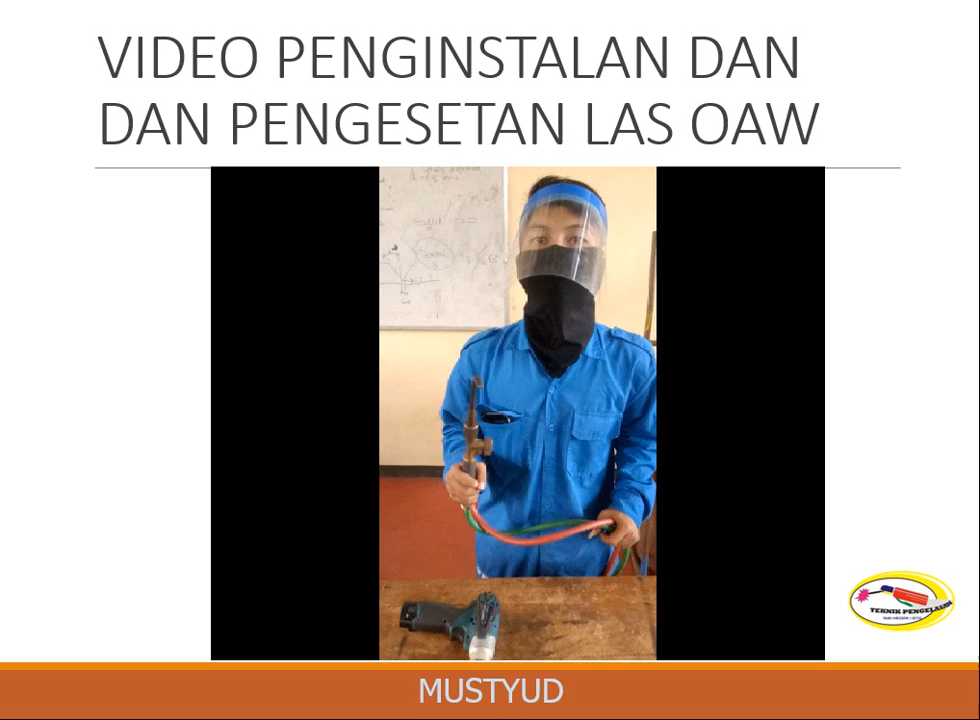 VIDEO PENGINSTALAN DAN
DAN PENGESETAN LAS OAW
TEKNIK PENGELASAN
MUSTYUD